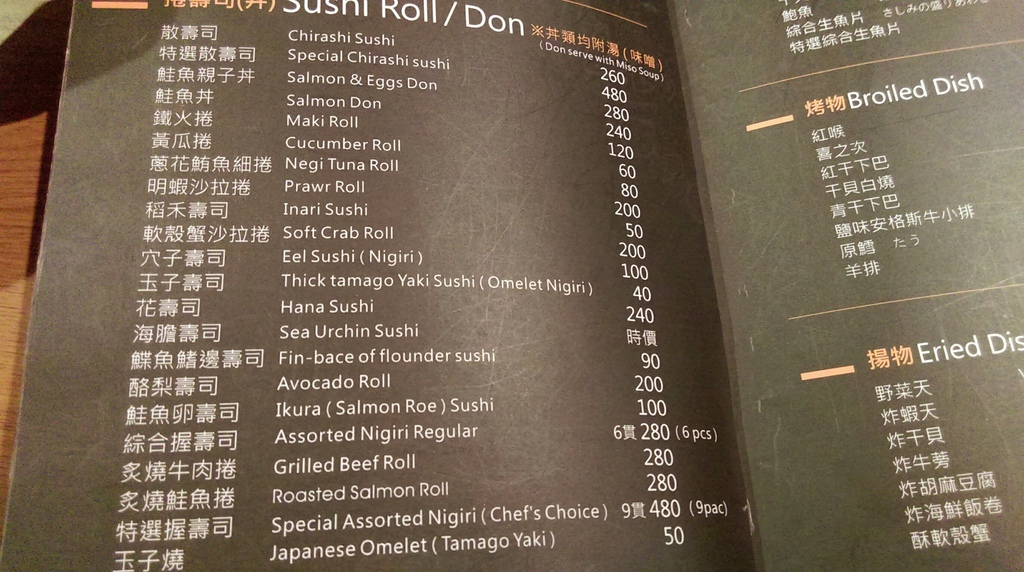 捲壽司(丼) Sushi Roll / Don ※丼類均附湯(味噌)
(Don serve with Miso Soup)
散壽司 Chirashi Sushi 260
特選散壽司 Special Chirashi sushi 480
鮭魚親子丼 Salmon & Eggs Don 280
鮭魚丼 Salmon Don 240
鐵火捲 Maki Roll 120
黃瓜捲 Cucumber Roll 60
蔥花鮪魚細捲 Negi Tuna Roll 80
明蝦沙拉捲 Prawr Roll 200
稻禾壽司 Inari Sushi 50
軟殼蟹沙拉捲 Soft Crab Roll 200
穴子壽司 Eel Sushi ( Nigiri ) 100
玉子壽司 Thick tamago Yaki Sushi ( Omelet Nigiri ) 40
花壽司 Hana Sushi 240
海膽壽司 Sea Urchin Sushi 時價
鰈魚鰭邊壽司 Fin-bace of flounder sushi 90
酪梨壽司 Avocado Roll 200
鮭魚卵壽司 Ikura ( Salmon Roe ) Sushi 100
綜合握壽司 Assorted Nigiri Regular 6貫 280 (6 pcs)
炙燒牛肉捲 Grilled Beef Roll 280
炙燒鮭魚捲 Roasted Salmon Roll 280
特選握壽司 Special Assorted Nigiri ( Chef's Choice ) 9貫 480 (9pac)
玉子燒 Japanese Omelet ( Tamago Yaki ) 50
鮑魚
綜合生魚片 さしみの盛りあわせ
特選綜合生魚片
烤物 Broiled Dish
紅喉
喜之次
紅干下巴
干貝白燒
青干下巴
鹽味安格斯牛小排
原鱈 たう
羊排
揚物 Eried Dis
野菜天
炸蝦天
炸干貝
炸牛蒡
炸胡麻豆腐
炸海鮮飯卷
酥軟殼蟹